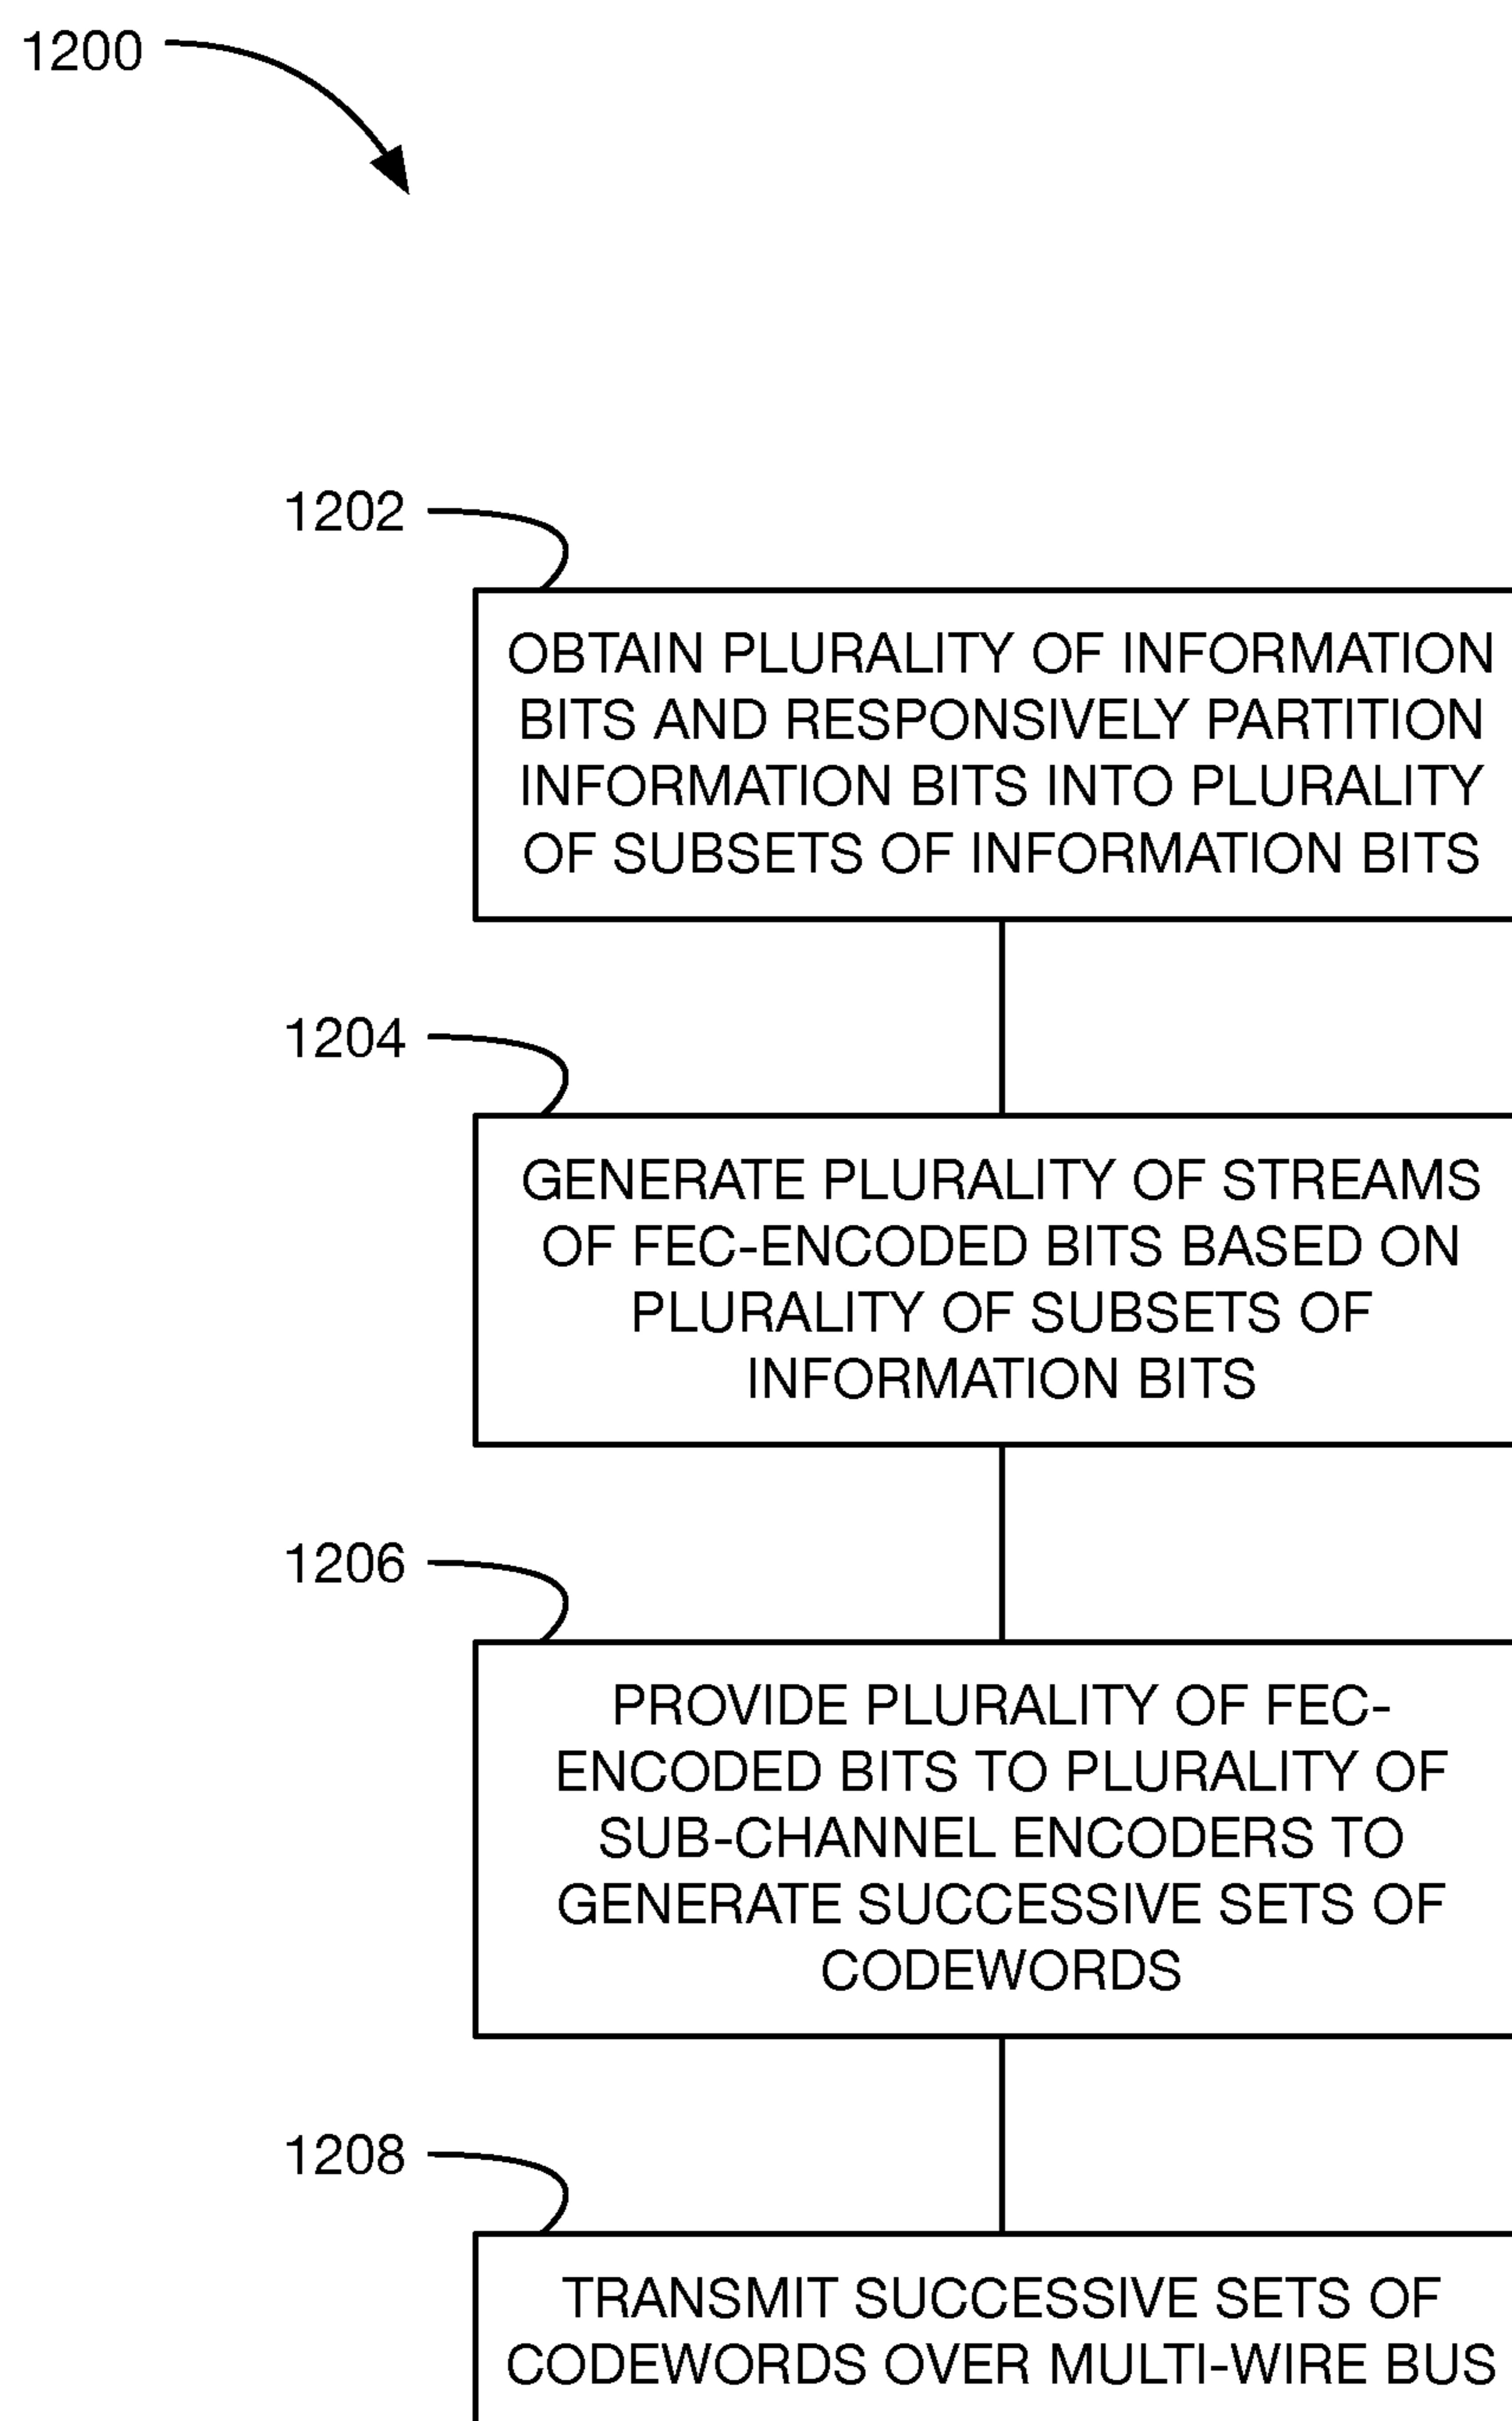 1200
1202
OBTAIN PLURALITY OF INFORMATION
BITS AND RESPONSIVELY PARTITION
INFORMATION BITS INTO PLURALITY
OF SUBSETS OF INFORMATION BITS
1204
GENERATE PLURALITY OF STREAMS
OF FEC-ENCODED BITS BASED ON
PLURALITY OF SUBSETS OF
INFORMATION BITS
1206
PROVIDE PLURALITY OF FEC-
ENCODED BITS TO PLURALITY OF
SUB-CHANNEL ENCODERS TO
GENERATE SUCCESSIVE SETS OF
CODEWORDS
1208
TRANSMIT SUCCESSIVE SETS OF
CODEWORDS OVER MULTI-WIRE BUS